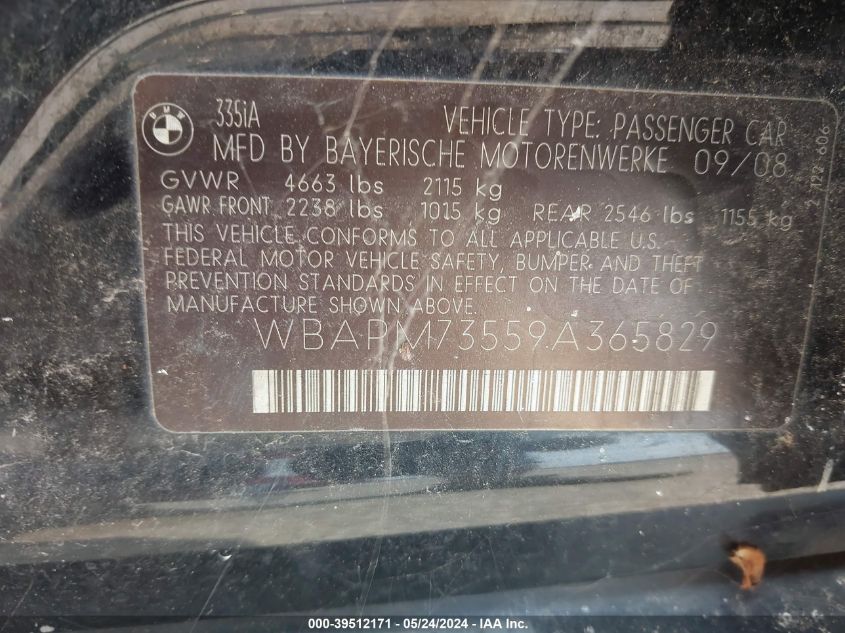 BMW
335iA VEHICLE TYPE: PASSENGER CAR
MFD BY BAYERISCHE MOTORENWERKE 09/08
GVWR 4663 lbs 2115 kg
GAWR FRONT 2238 lbs 1015 kg REAR 2546 lbs 1155 kg
THIS VEHICLE CONFORMS TO ALL APPLICABLE U.S.
FEDERAL MOTOR VEHICLE SAFETY, BUMPER AND THEFT
PREVENTION STANDARDS IN EFFECT ON THE DATE OF
MANUFACTURE SHOWN ABOVE.
WBAPM73559A365829
000-39512171 - 05/24/2024 - IAA Inc.